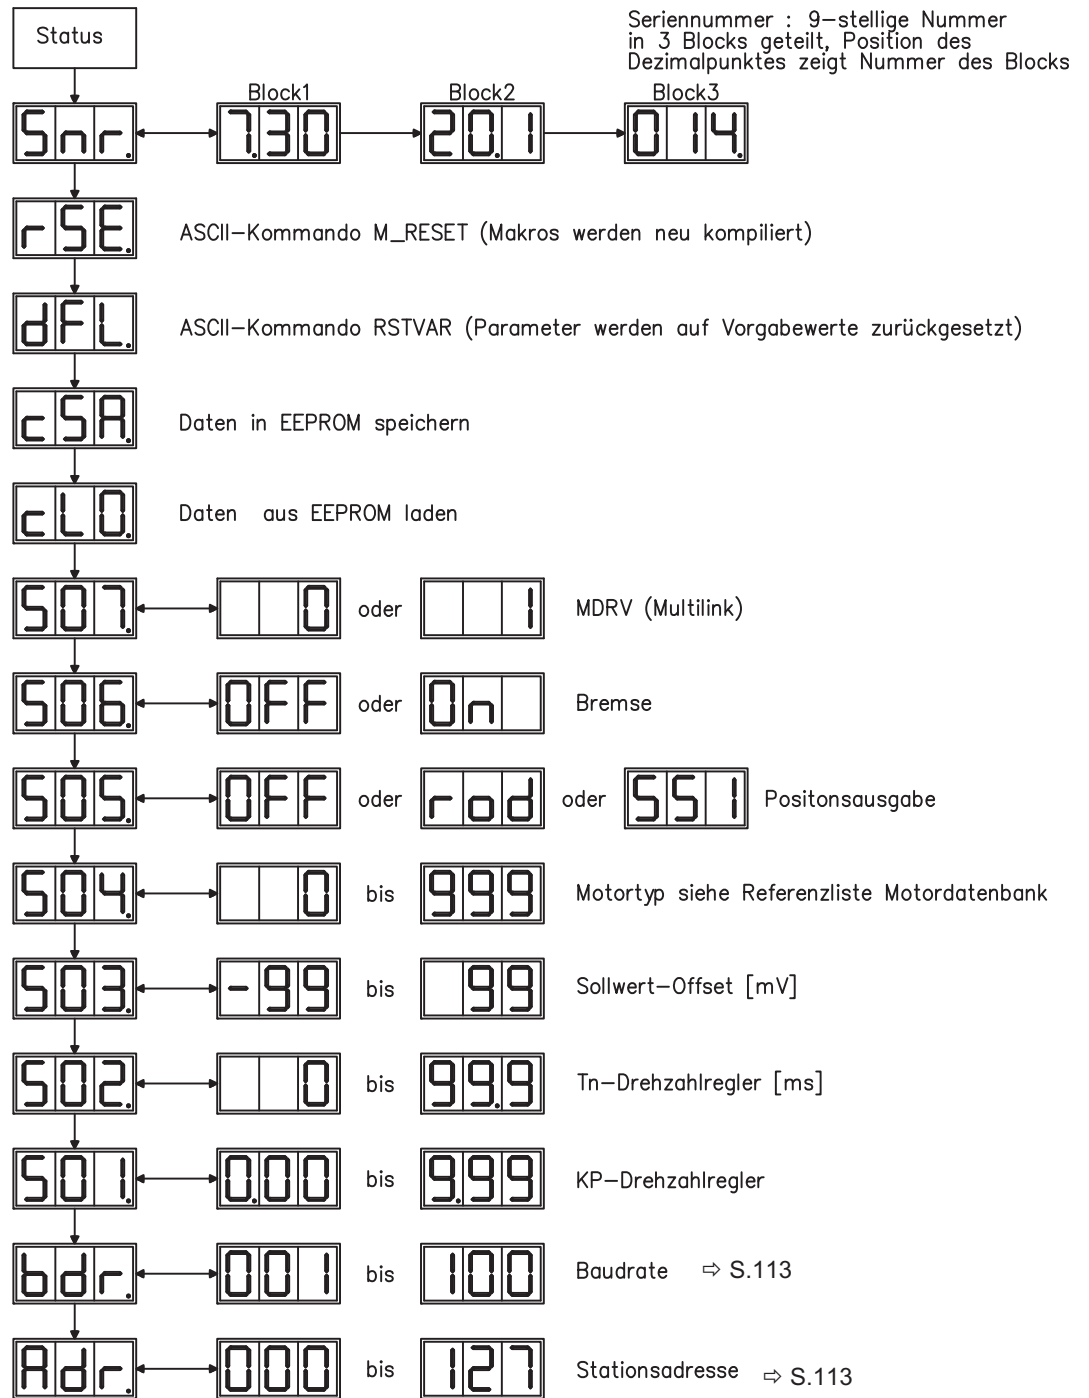 Status
Seriennummer : 9-stellige Nummer
in 3 Blocks geteilt, Position des
Dezimalpunktes zeigt Nummer des Blocks
Block1 Block2 Block3
Snr. 7.30 20.1 014.
rSE. ASCII-Kommando M_RESET (Makros werden neu kompiliert)
dFL. ASCII-Kommando RSTVAR (Parameter werden auf Vorgabewerte zurückgesetzt)
cSA. Daten in EEPROM speichern
cLO. Daten aus EEPROM laden
S07. 0 oder 1 MDRV (Multilink)
S06. OFF oder On Bremse
S05. OFF oder rod oder SSI Positonsausgabe
S04. 0 bis 999 Motortyp siehe Referenzliste Motordatenbank
S03. -99 bis 99 Sollwert-Offset [mV]
S02. 0 bis 99.9 Tn-Drehzahlregler [ms]
S01. 0.00 bis 9.99 KP-Drehzahlregler
bdr. 001 bis 100 Baudrate ⇨ S.113
Adr. 000 bis 127 Stationsadresse ⇨ S.113